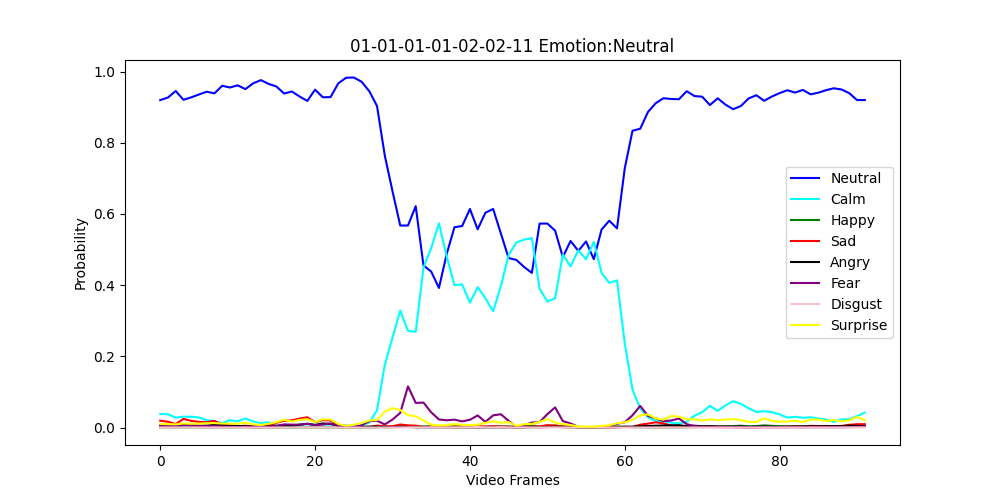 01-01-01-01-02-02-11 Emotion:Neutral
1.0
0.8
0.6
0.4
0.2
0.0
Probability
0
20
40
60
80
Video Frames
Neutral
Calm
Happy
Sad
Angry
Fear
Disgust
Surprise